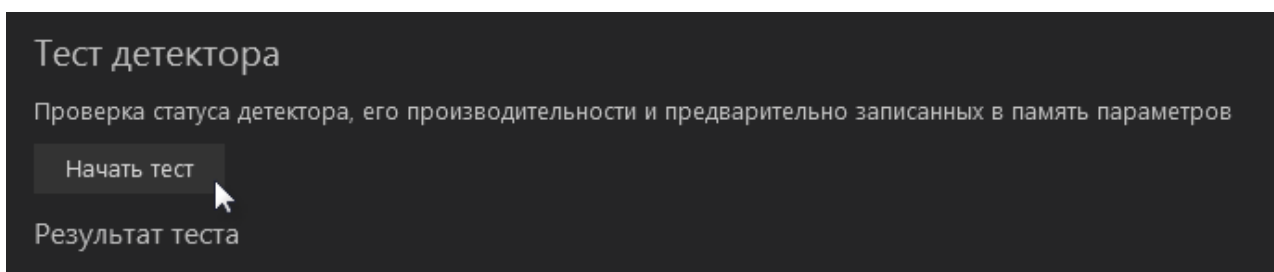 Тест детектора
Проверка статуса детектора, его производительности и предварительно записанных в память параметров
Начать тест
Результат теста